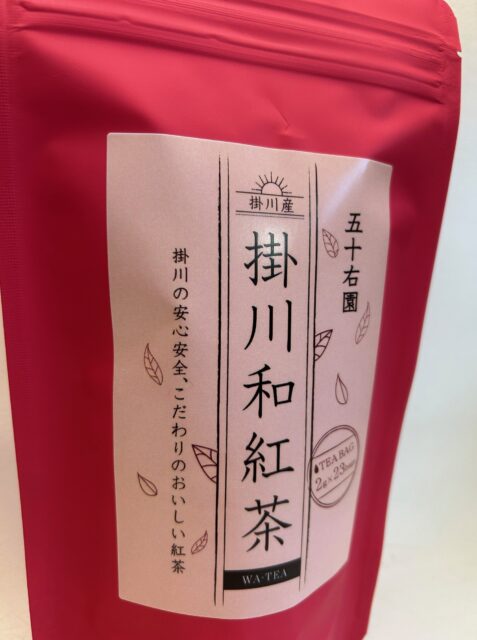 五十右園
掛川産
掛川和紅茶
WA-TEA
掛川の安心安全、こだわりのおいしい紅茶
TEA BAG